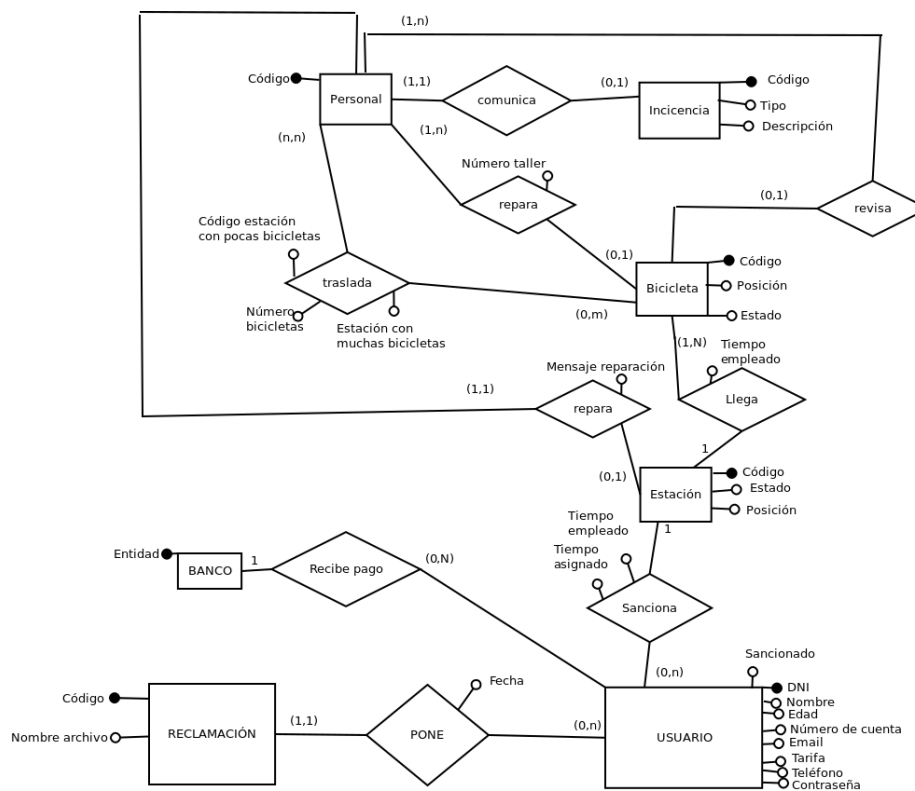 (1,n)
Código
Personal
(1,1)
comunica
(0,1)
Incicencia
Código
Tipo
Descripción
(n,n)
(1,n)
Número taller
repara
(0,1)
revisa
Código estación
con pocas bicicletas
traslada
Número
bicicletas
Estación con
muchas bicicletas
(0,1)
(0,m)
Bicicleta
Código
Posición
Estado
(1,N)
Tiempo
empleado
Llega
Mensaje reparación
(1,1)
repara
1
(0,1)
Estación
Código
Estado
Posición
Tiempo
empleado
1
Tiempo
asignado
Entidad
BANCO
1
Recibe pago
(0,N)
Sanciona
(0,n)
Sancionado
Código
Nombre archivo
RECLAMACIÓN
(1,1)
PONE
Fecha
(0,n)
USUARIO
DNI
Nombre
Edad
Número de cuenta
Email
Tarifa
Teléfono
Contraseña